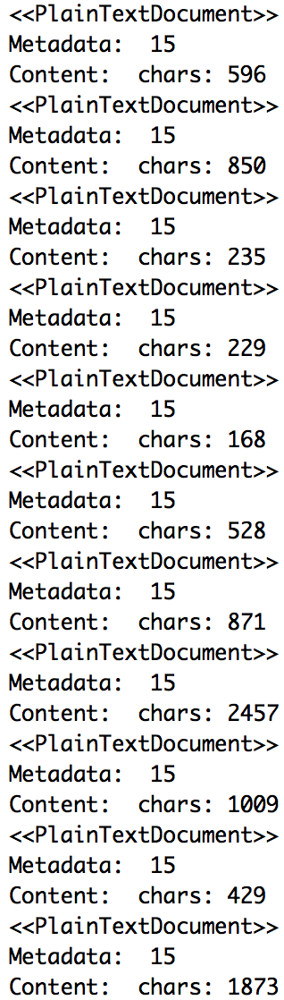 <<PlainTextDocument>>
Metadata:  15
Content:  chars: 596
<<PlainTextDocument>>
Metadata:  15
Content:  chars: 850
<<PlainTextDocument>>
Metadata:  15
Content:  chars: 235
<<PlainTextDocument>>
Metadata:  15
Content:  chars: 229
<<PlainTextDocument>>
Metadata:  15
Content:  chars: 168
<<PlainTextDocument>>
Metadata:  15
Content:  chars: 528
<<PlainTextDocument>>
Metadata:  15
Content:  chars: 871
<<PlainTextDocument>>
Metadata:  15
Content:  chars: 2457
<<PlainTextDocument>>
Metadata:  15
Content:  chars: 1009
<<PlainTextDocument>>
Metadata:  15
Content:  chars: 429
<<PlainTextDocument>>
Metadata:  15
Content:  chars: 1873